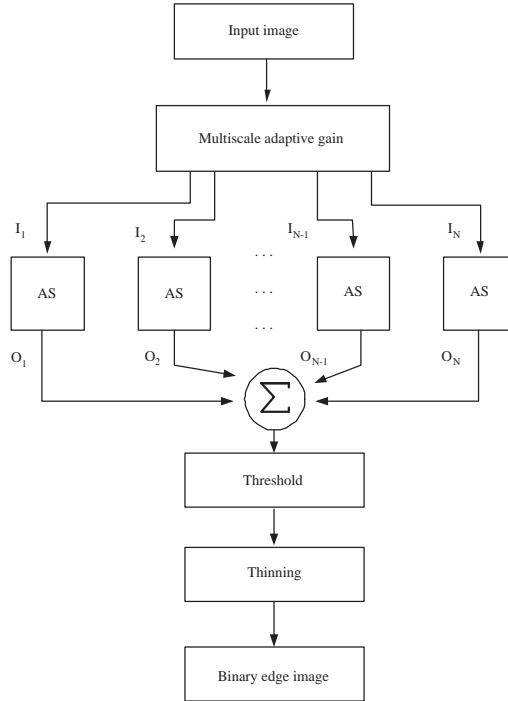 Input image
Multiscale adaptive gain
I1 I2 IN-1 IN
. . .
AS AS . . . AS AS
. . .
O1 O2 ON-1 ON
Σ
Threshold
Thinning
Binary edge image